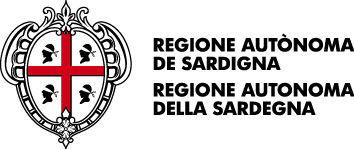 REGIONE AUTÒNOMA
DE SARDIGNA
REGIONE AUTONOMA
DELLA SARDEGNA